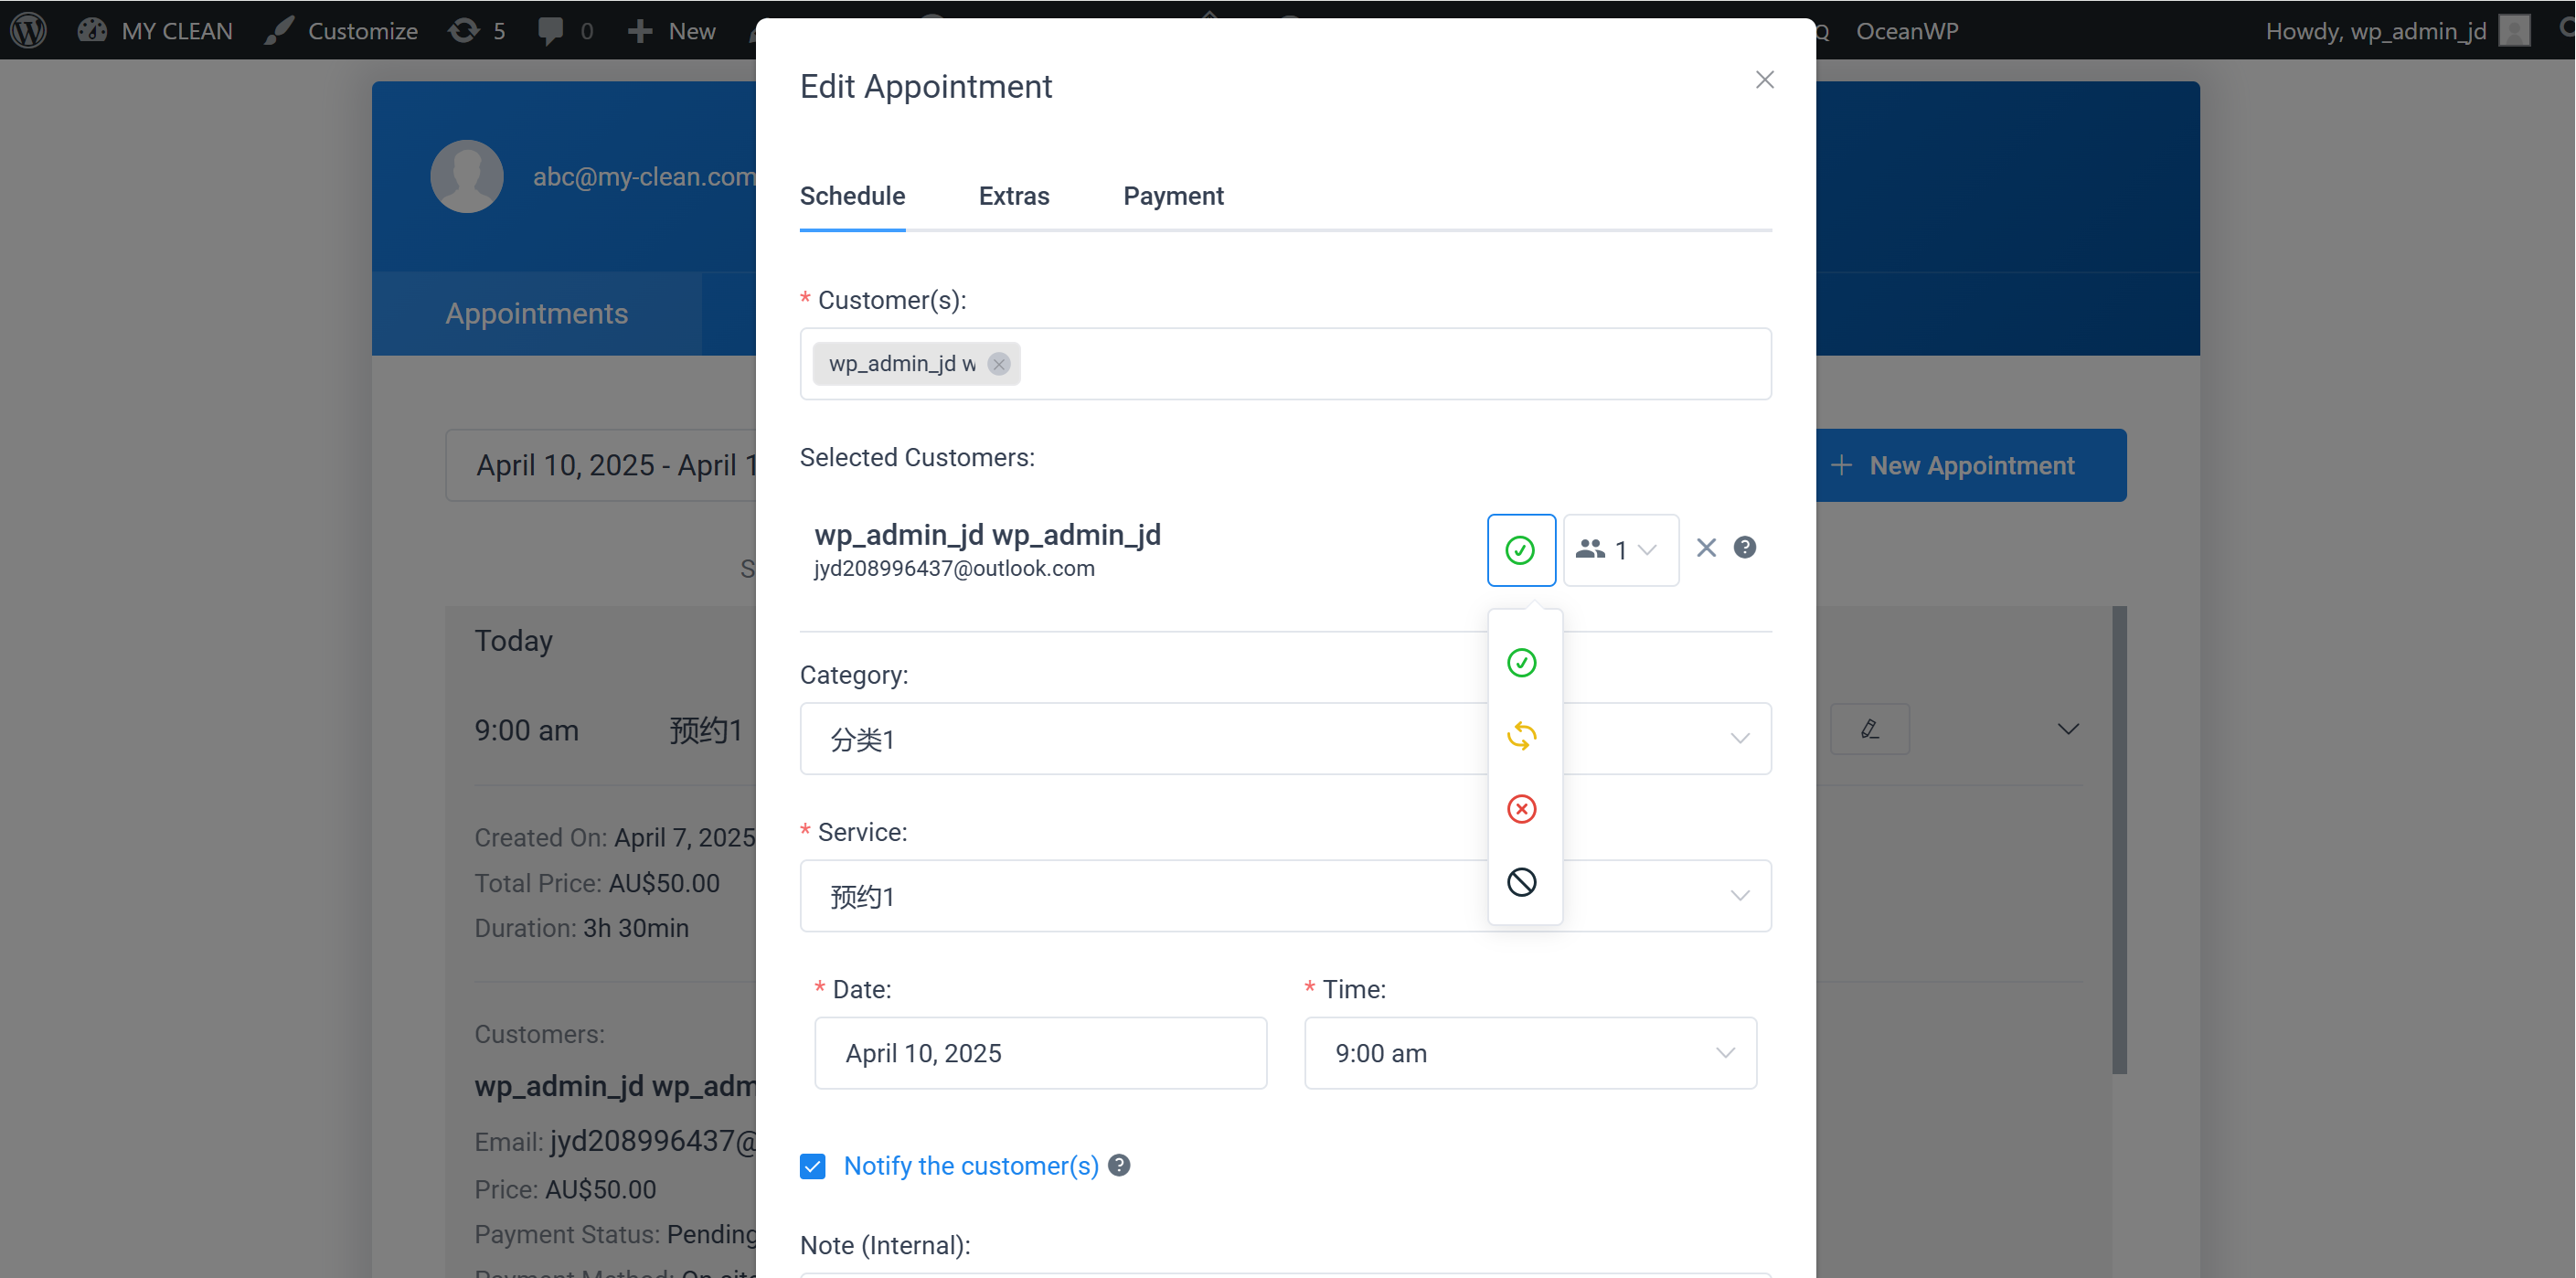 MY CLEAN Customize 5 0 New OceanWP Howdy, wp_admin_jd
Edit Appointment
abc@my-clean.com
Schedule Extras Payment
Appointments
* Customer(s):
wp_admin_jd
April 10, 2025 - April
New Appointment
Selected Customers:
wp_admin_jd wp_admin_jd
jyd208996437@outlook.com
1
Today
Category:
9:00 am 预约1
分类1
Created On: April 7, 2025
* Service:
Total Price: AU$50.00
预约1
Duration: 3h 30min
* Date: * Time:
Customers:
April 10, 2025 9:00 am
wp_admin_jd wp_adm
Email: jyd208996437@
Notify the customer(s)
Price: AU$50.00
Payment Status: Pending
Note (Internal):